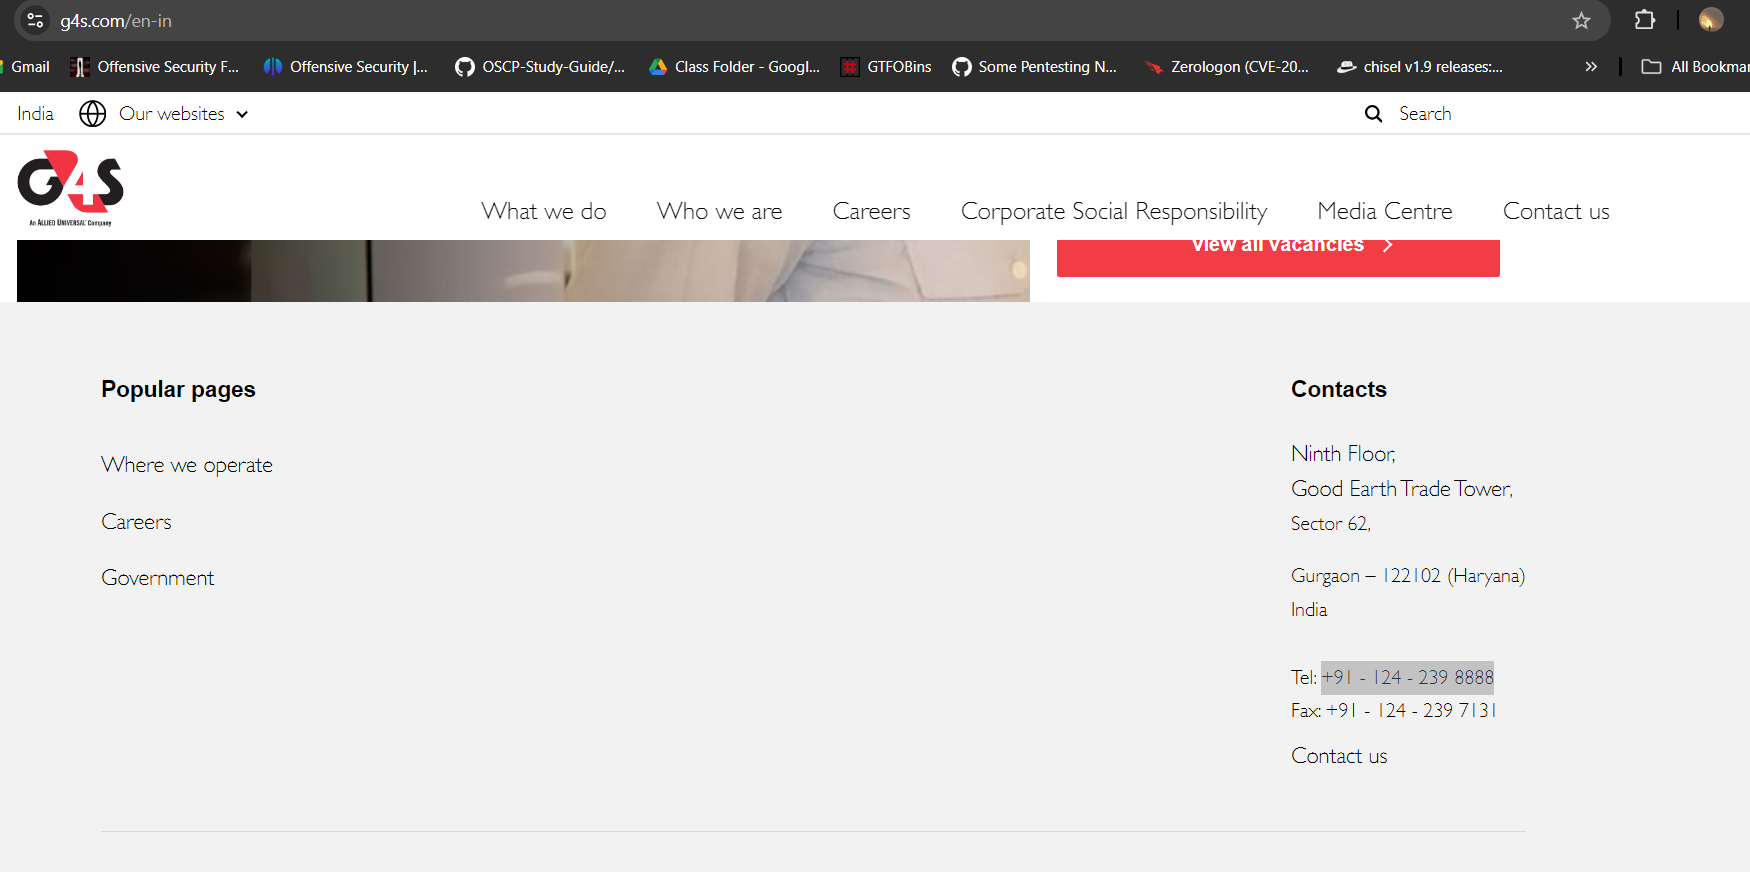 g4s.com/en-in
Gmail
Offensive Security F...
Offensive Security |...
OSCP-Study-Guide/...
Class Folder - Googl...
GTFOBins
Some Pentesting N...
Zerologon (CVE-20...
chisel v1.9 releases:...
»
All Bookmar
India
Our websites
Search
G4S
An ALLIED UNIVERSAL® Company
What we do
Who we are
Careers
Corporate Social Responsibility
Media Centre
Contact us
View all vacancies
Popular pages
Where we operate
Careers
Government
Contacts
Ninth Floor,
Good Earth Trade Tower,
Sector 62,
Gurgaon – 122102 (Haryana)
India
Tel: +91 - 124 - 239 8888
Fax: +91 - 124 - 239 7131
Contact us